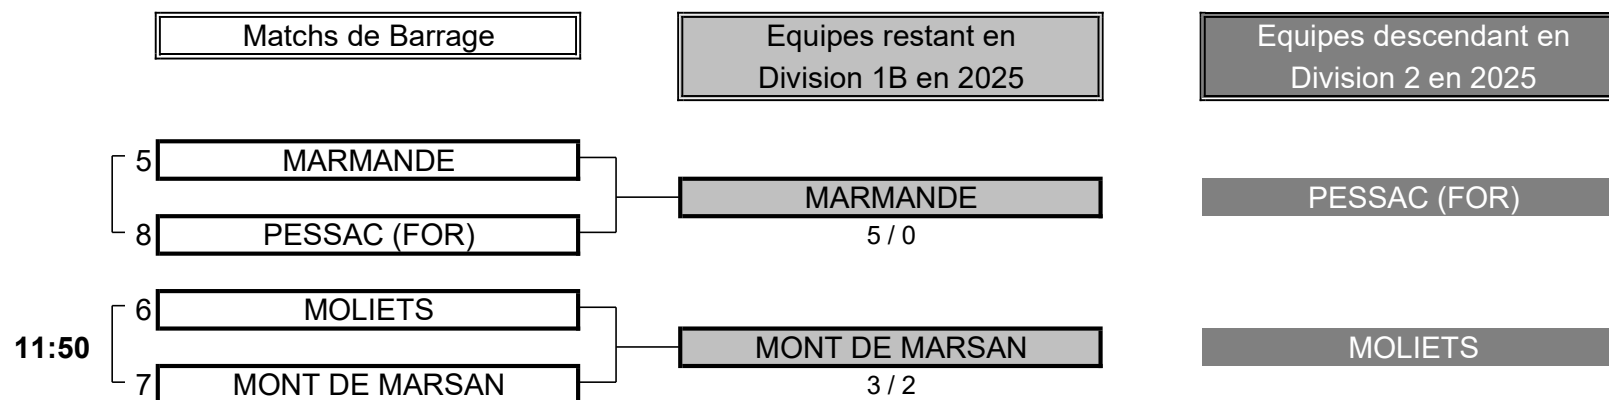 Matchs de Barrage
Equipes restant en
Division 1B en 2025
Equipes descendant en
Division 2 en 2025
5 MARMANDE
MARMANDE
PESSAC (FOR)
8 PESSAC (FOR)
5 / 0
6 MOLIETS
11:50
MONT DE MARSAN
MOLIETS
7 MONT DE MARSAN
3 / 2